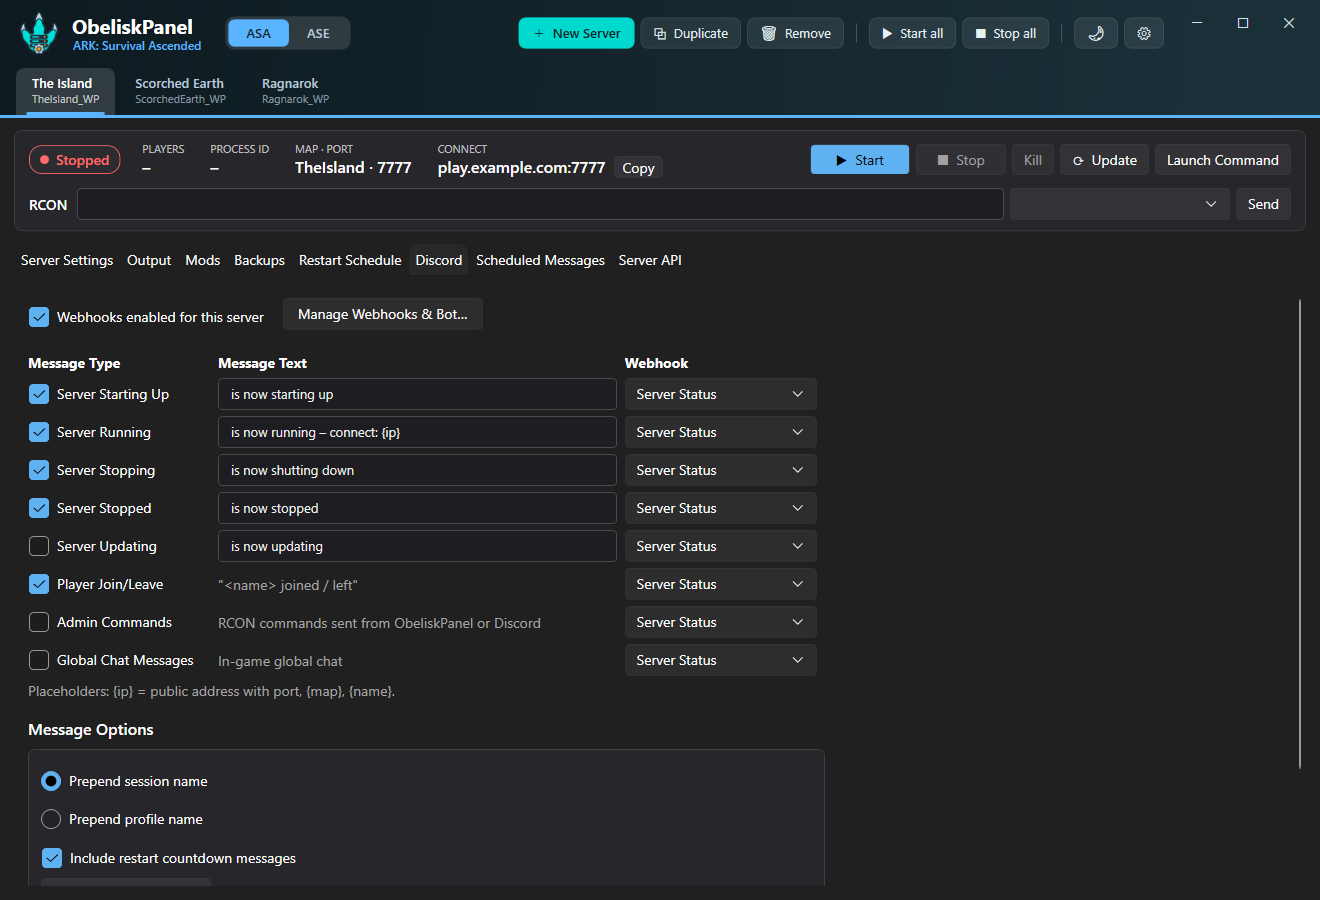 ObeliskPanel
ARK: Survival Ascended
ASA ASE
+ New Server Duplicate Remove Start all Stop all
The Island Scorched Earth Ragnarok
TheIsland_WP ScorchedEarth_WP Ragnarok_WP
Stopped
PLAYERS PROCESS ID MAP · PORT CONNECT
– – TheIsland · 7777 play.example.com:7777 Copy
Start Stop Kill Update Launch Command
RCON Send
Server Settings Output Mods Backups Restart Schedule Discord Scheduled Messages Server API
Webhooks enabled for this server Manage Webhooks & Bot...
Message Type Message Text Webhook
Server Starting Up is now starting up Server Status
Server Running is now running – connect: {ip} Server Status
Server Stopping is now shutting down Server Status
Server Stopped is now stopped Server Status
Server Updating is now updating Server Status
Player Join/Leave "<name> joined / left" Server Status
Admin Commands RCON commands sent from ObeliskPanel or Discord Server Status
Global Chat Messages In-game global chat Server Status
Placeholders: {ip} = public address with port, {map}, {name}.
Message Options
Prepend session name
Prepend profile name
Include restart countdown messages